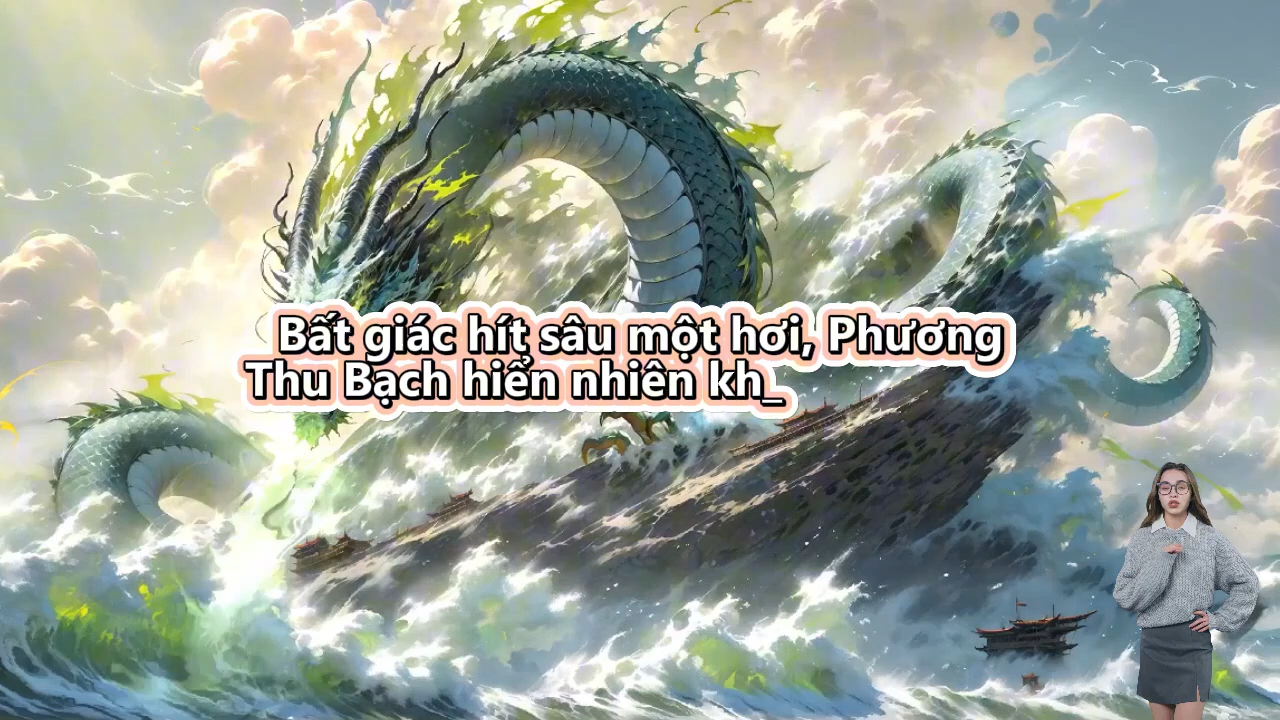 Bất giác hít sâu một hơi, Phương
Thu Bạch hiển nhiên kh_